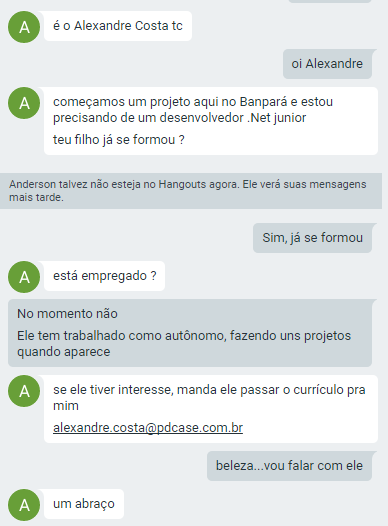 A
é o Alexandre Costa tc
oi Alexandre
A
começamos um projeto aqui no Banpará e estou
precisando de um desenvolvedor .Net junior
teu filho já se formou ?
Anderson talvez não esteja no Hangouts agora. Ele verá suas mensagens
mais tarde.
Sim, já se formou
A
está empregado ?
No momento não
Ele tem trabalhado como autônomo, fazendo uns projetos
quando aparece
A
se ele tiver interesse, manda ele passar o currículo pra
mim
alexandre.costa@pdcase.com.br
beleza...vou falar com ele
A
um abraço